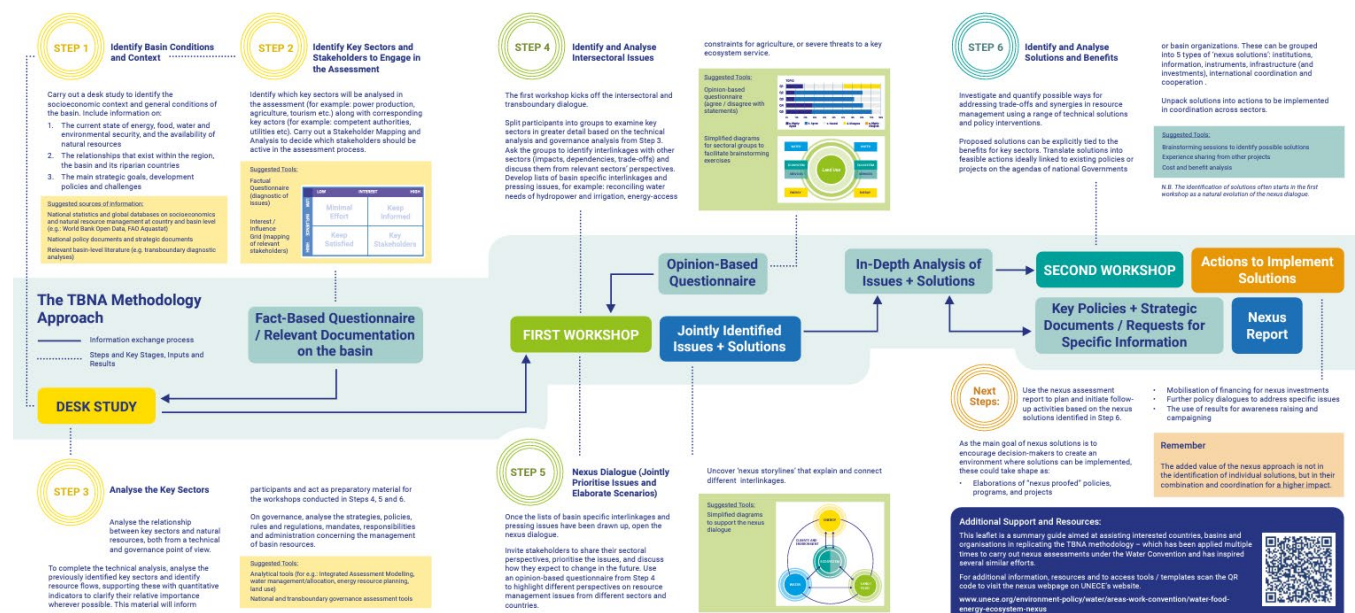 STEP 1
Identify Basin Conditions
and Context
Carry out a desk study to identify the
socioeconomic context and general conditions of
the basin. Include information on:
1. The current state of energy, food, water and
environmental security, and the availability of
natural resources
2. The relationships that exist within the region,
the basin and its riparian countries
3. The main strategic goals, development
policies and challenges
Suggested sources of information:
National statistics and global databases on socioeconomics
and natural resource management at country and basin level
(e.g.: World Bank Open Data, FAO Aquastat)
National policy documents and strategic documents
Relevant basin-level literature (e.g. transboundary diagnostic
analyses)
STEP 2
Identify Key Sectors and
Stakeholders to Engage in
the Assessment
Identify which key sectors will be analysed in
the assessment (for example: power production,
agriculture, tourism etc.) along with corresponding
key actors (for example: competent authorities,
utilities etc). Carry out a Stakeholder Mapping and
Analysis to decide which stakeholders should be
active in the assessment process.
Suggested Tools:
Factual
Questionnaire
(diagnostic of
issues)
Interest /
Influence
Grid (mapping
of relevant
stakeholders)
LOW INTEREST HIGH
LOW INFLUENCE HIGH
Minimal
Effort
Keep
Informed
Keep
Satisfied
Key
Stakeholders
STEP 4
Identify and Analyse
Intersectoral Issues
The first workshop kicks off the intersectoral and
transboundary dialogue.
Split participants into groups to examine key
sectors in greater detail based on the technical
analysis and governance analysis from Step 3.
Ask the groups to identify interlinkages with other
sectors (impacts, dependencies, trade-offs) and
discuss them from relevant sectors' perspectives.
Develop lists of basin specific interlinkages and
pressing issues, for example: reconciling water
needs of hydropower and irrigation, energy-access
constraints for agriculture, or severe threats to a key
ecosystem service.
Suggested Tools:
Opinion-based
questionnaire
(agree / disagree with
statements)
Simplified diagrams
for sectoral groups to
facilitate brainstorming
exercises
TOPIC
WATER
WATER
ENERGY
ENERGY
LAND USE
STEP 6
Identify and Analyse
Solutions and Benefits
Investigate and quantify possible ways for
addressing trade-offs and synergies in resource
management using a range of technical solutions
and policy interventions.
Proposed solutions can be explicitly tied to the
benefits for key sectors. Translate solutions into
feasible actions ideally linked to existing policies or
projects on the agendas of national Governments
or basin organizations. These can be grouped
into 5 types of 'nexus solutions': institutions,
information, instruments, infrastructure (and
investments), international coordination and
cooperation .
Unpack solutions into actions to be implemented
in coordination across sectors.
Suggested Tools:
Brainstorming sessions to identify possible solutions
Experience sharing from other projects
Cost and benefit analysis
N.B. The identification of solutions often starts in the first
workshop as a natural evolution of the nexus dialogue.
The TBNA Methodology
Approach
Information exchange process
Steps and Key Stages, Inputs and
Results
DESK STUDY
Fact-Based Questionnaire
/ Relevant Documentation
on the basin
FIRST WORKSHOP
Opinion-Based
Questionnaire
Jointly Identified
Issues + Solutions
In-Depth Analysis of
Issues + Solutions
SECOND WORKSHOP
Actions to Implement
Solutions
Key Policies + Strategic
Documents / Requests for
Specific Information
Nexus
Report
STEP 3
Analyse the Key Sectors
Analyse the relationship
between key sectors and natural
resources, both from a technical
and governance point of view.
To complete the technical analysis, analyse the
previously identified key sectors and identify
resource flows, supporting these with quantitative
indicators to clarify their relative importance
wherever possible. This material will inform
participants and act as preparatory material for
the workshops conducted in Steps 4, 5 and 6.
On governance, analyse the strategies, policies,
rules and regulations, mandates, responsibilities
and administration concerning the management
of basin resources.
Suggested Tools:
Analytical tools (for e.g.: Integrated Assessment Modelling,
water management/allocation, energy resource planning,
land use)
National and transboundary governance assessment tools
STEP 5
Nexus Dialogue (Jointly
Prioritise Issues and
Elaborate Scenarios)
Once the lists of basin specific interlinkages and
pressing issues have been drawn up, open the
nexus dialogue.
Invite stakeholders to share their sectoral
perspectives, prioritise the issues, and discuss
how they expect to change in the future. Use
an opinion-based questionnaire from Step 4
to highlight different perspectives on resource
management issues from different sectors and
countries.
Uncover 'nexus storylines' that explain and connect
different interlinkages.
Suggested Tools:
Simplified diagrams
to support the nexus
dialogue
ENERGY
WATER
Next
Steps:
Use the nexus assessment
report to plan and initiate follow-
up activities based on the nexus
solutions identified in Step 6.
As the main goal of nexus solutions is to
encourage decision-makers to create an
environment where solutions can be implemented,
these could take shape as:
• Elaborations of "nexus proofed" policies,
programs, and projects
• Mobilisation of financing for nexus investments
• Further policy dialogues to address specific issues
• The use of results for awareness raising and
campaigning
Remember
The added value of the nexus approach is not in
the identification of individual solutions, but in their
combination and coordination for a higher impact.
Additional Support and Resources:
This leaflet is a summary guide aimed at assisting interested countries, basins and
organisations in replicating the TBNA methodology – which has been applied multiple
times to carry out nexus assessments under the Water Convention and has inspired
several similar efforts.
For additional information, resources and to access tools / templates scan the QR
code to visit the nexus webpage on UNECE's website.
www.unece.org/environment-policy/water/areas-work-convention/water-food-
energy-ecosystem-nexus